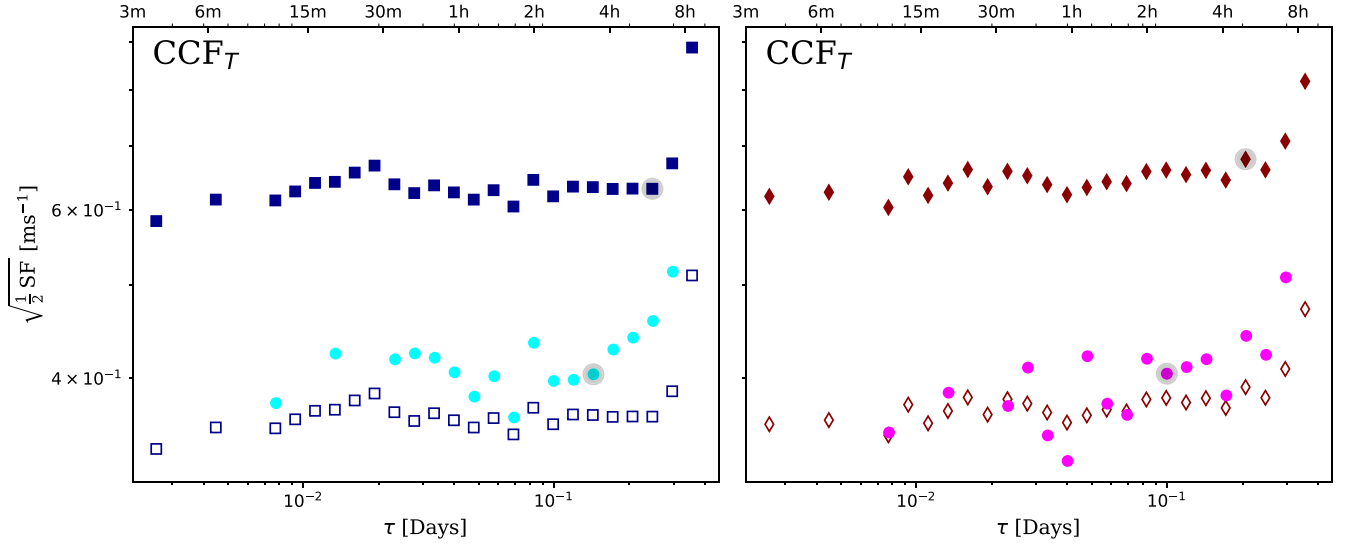 3m 6m 15m 30m 1h 2h 4h 8h 3m 6m 15m 30m 1h 2h 4h 8h
CCF_T CCF_T
6 × 10⁻¹
√(½ SF) [ms⁻¹]
4 × 10⁻¹
10⁻² 10⁻¹ 10⁻² 10⁻¹
τ [Days] τ [Days]